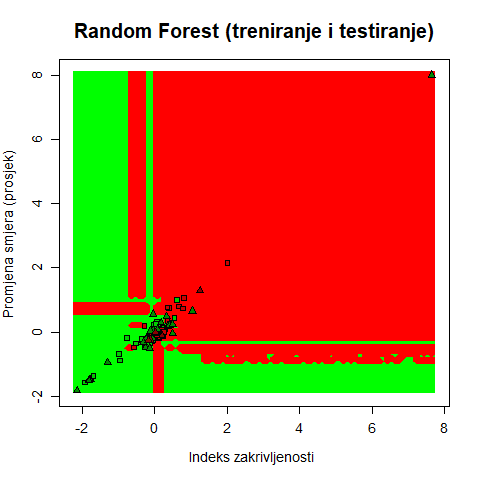 Random Forest (treniranje i testiranje)
Promjena smjera (prosjek)
8
6
4
2
0
-2
-2 0 2 4 6 8
Indeks zakrivljenosti